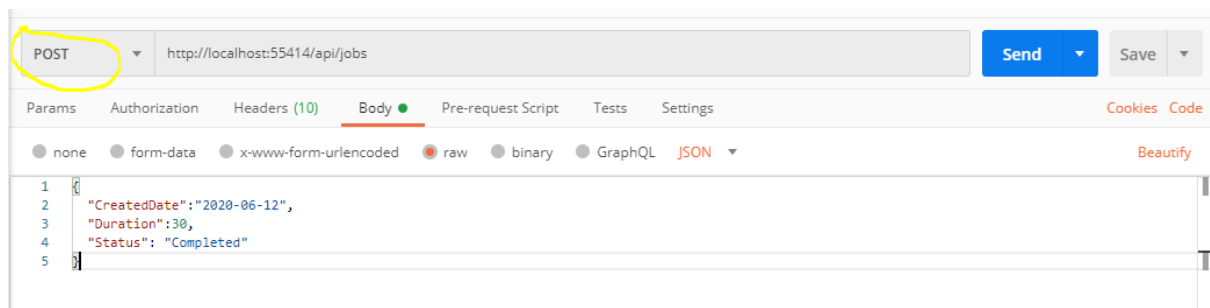 POST http://localhost:55414/api/jobs Send Save
Params Authorization Headers (10) Body Pre-request Script Tests Settings Cookies Code
none form-data x-www-form-urlencoded raw binary GraphQL JSON Beautify
1 {
2 "CreatedDate":"2020-06-12",
3 "Duration":30,
4 "Status": "Completed"
5 }